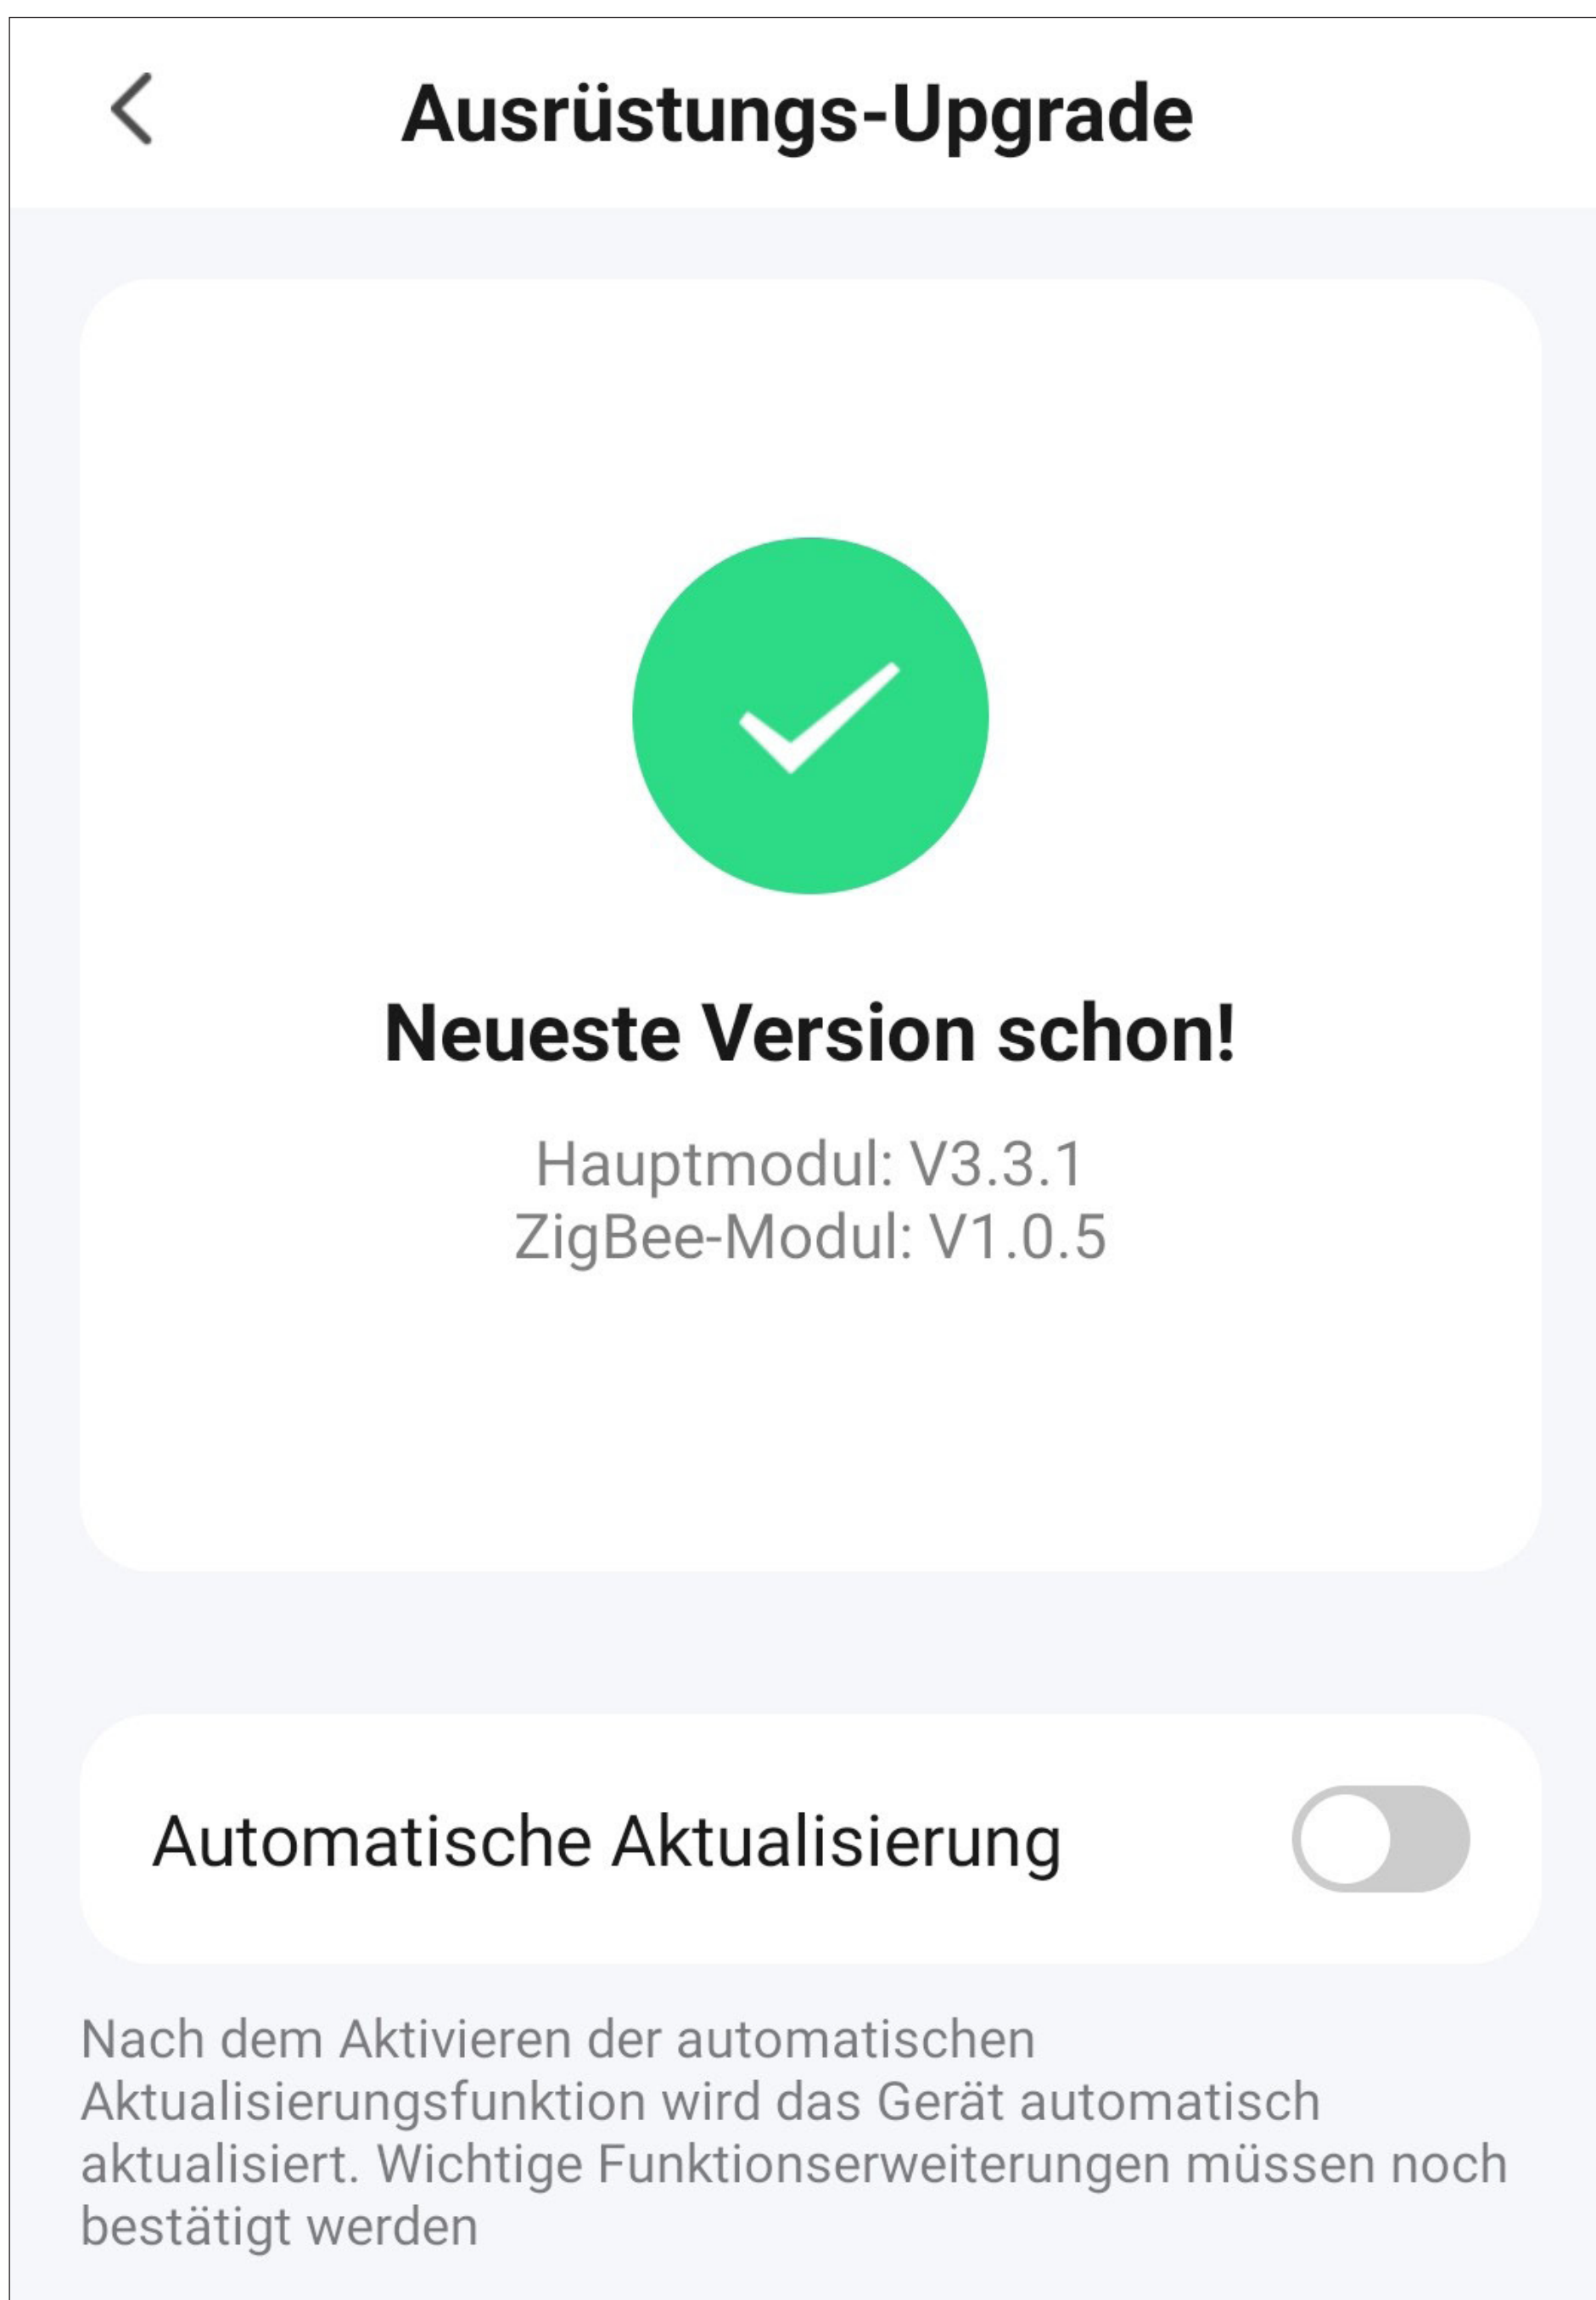 Ausrüstungs-Upgrade
Neueste Version schon!
Hauptmodul: V3.3.1
ZigBee-Modul: V1.0.5
Automatische Aktualisierung
Nach dem Aktivieren der automatischen
Aktualisierungsfunktion wird das Gerät automatisch
aktualisiert. Wichtige Funktionserweiterungen müssen noch
bestätigt werden